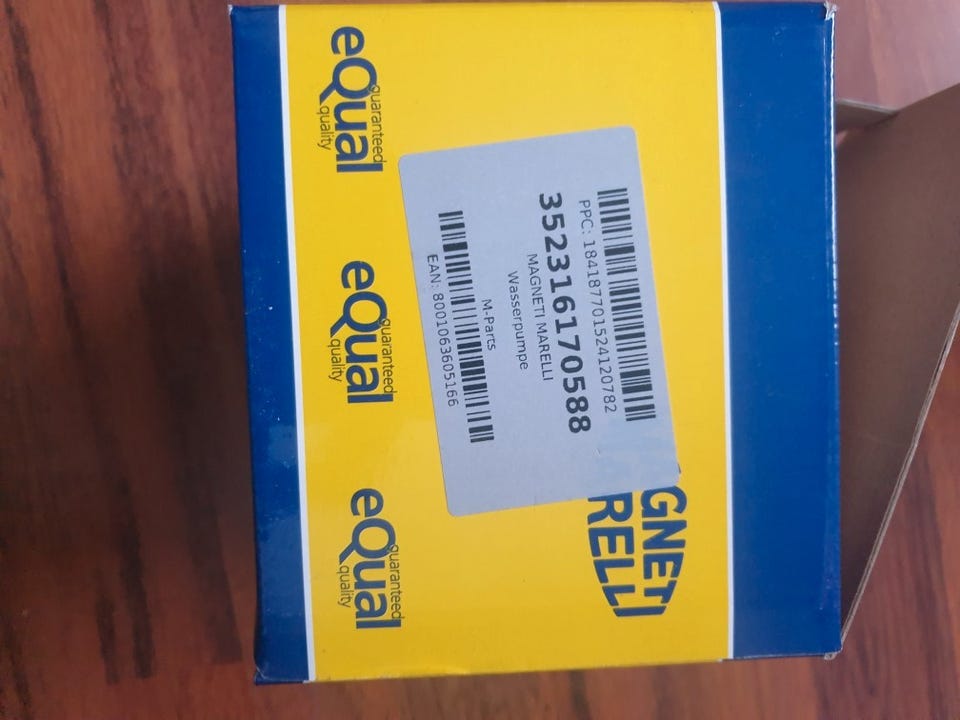 eQual
guaranteed
quality
eQual
guaranteed
quality
eQual
guaranteed
quality
PPC: 184187701524120782
352316170588
MAGNETI MARELLI
Wasserpumpe
M-Parts
EAN: 8001063605166
GNETI
RELLI